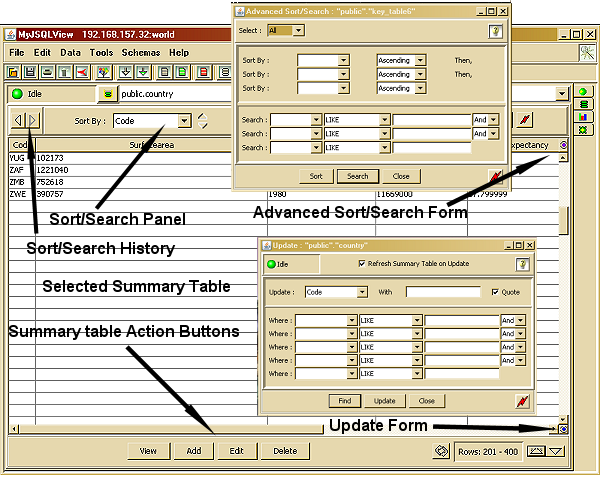 MyJSQLView 192.168.157.32:world
File Edit Data Tools Schemas Help
Idle public.country
Sort By : Code
Code Surfacearea expectancy
YUG 102173
ZAF 1221040
ZMB 752618
ZWE 390757 1980 11669000 37.799999
Advanced Sort/Search : "public"."key_table6"
Select : All
Sort By : Ascending Then,
Sort By : Ascending Then,
Sort By : Ascending
Search : LIKE And
Search : LIKE And
Search : LIKE
Sort Search Close
Sort/Search Panel
Advanced Sort/Search Form
Sort/Search History
Selected Summary Table
Summary table Action Buttons
Update : "public"."country"
Idle Refresh Summary Table on Update
Update : Code With Quote
Where : LIKE And
Where : LIKE And
Where : LIKE And
Where : LIKE And
Where : LIKE
Find Update Close
Update Form
View Add Edit Delete Rows: 201 - 400